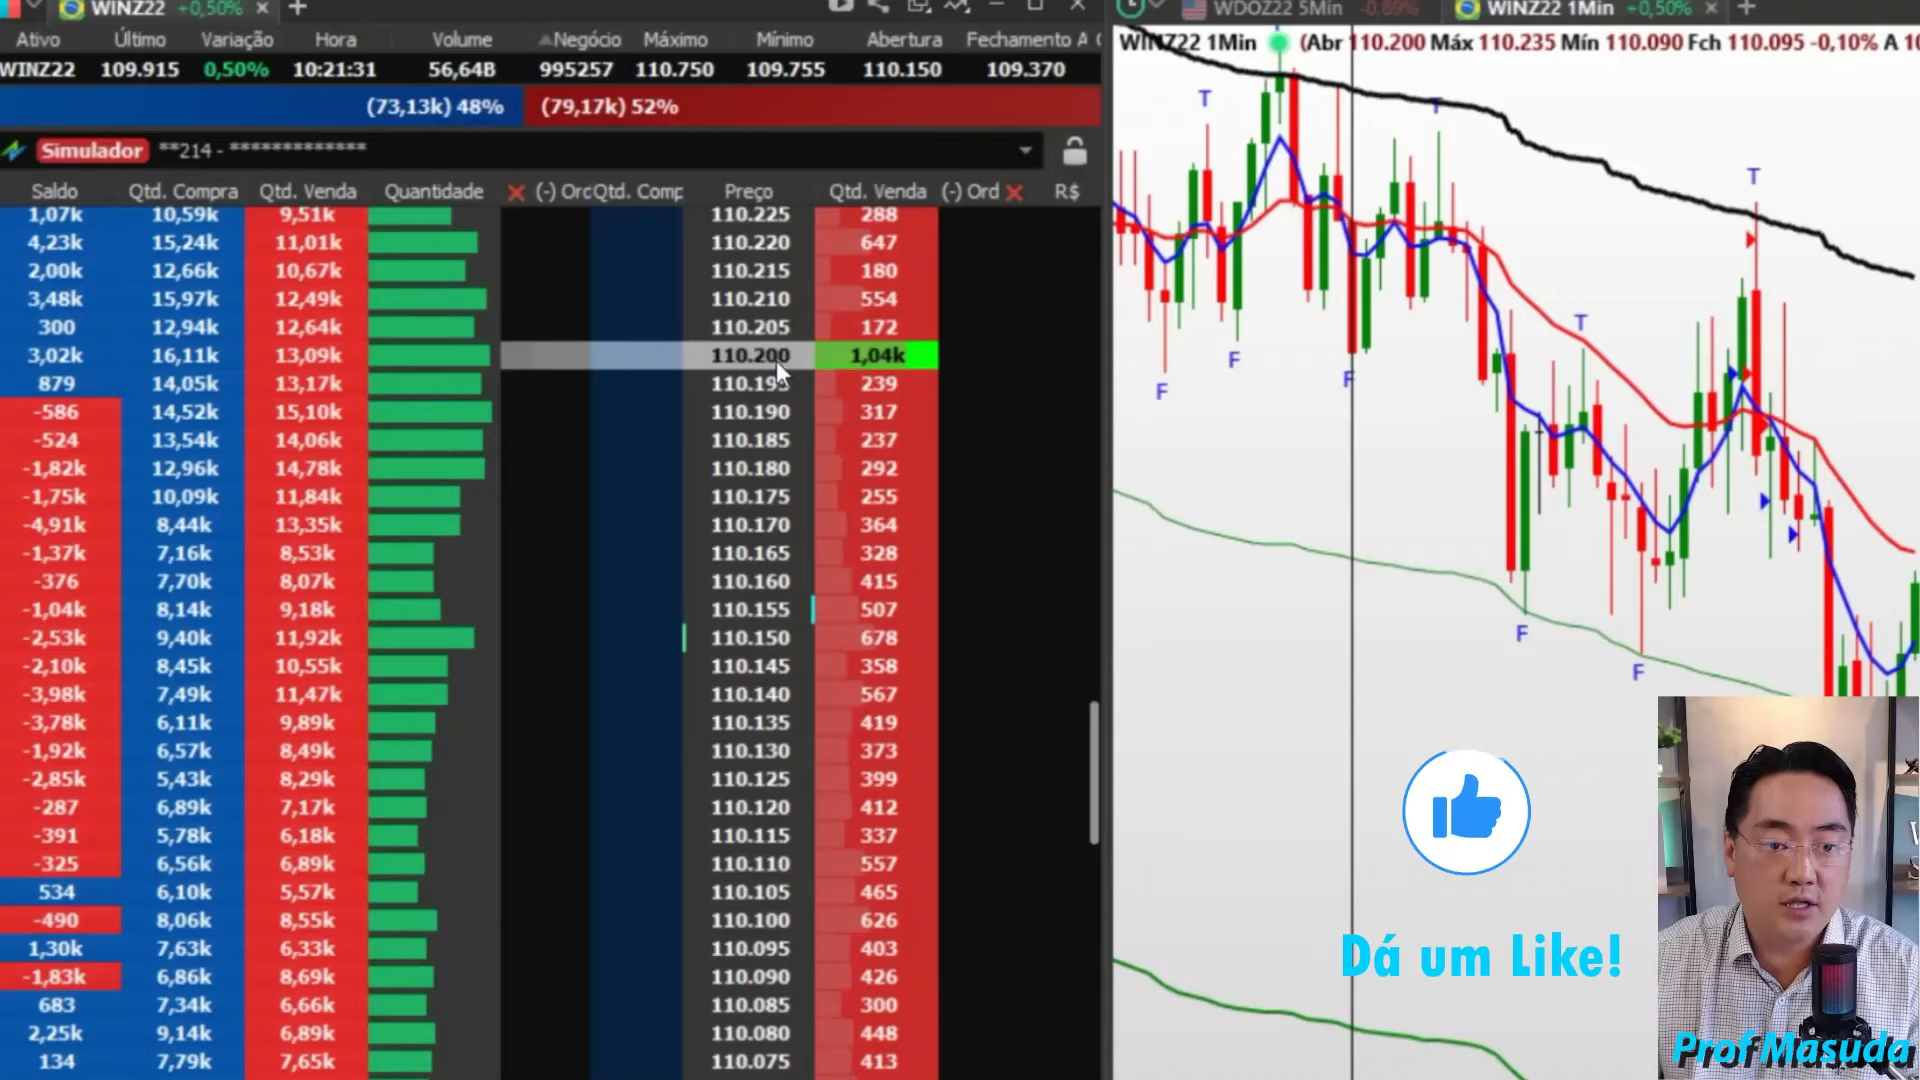 WINZ22 +0,50%
Ativo Último Variação Hora Volume Negócio Máximo Mínimo Abertura Fechamento A
WINZ22 109.915 0,50% 10:21:31 56,64B 995257 110.750 109.755 110.150 109.370
(73,13k) 48% (79,17k) 52%
Simulador **214 - *************
Saldo Qtd. Compra Qtd. Venda Quantidade (-) Orc Qtd. Comp Preço Qtd. Venda (-) Ord R$
1,07k 10,59k 9,51k 110.225 288
4,23k 15,24k 11,01k 110.220 647
2,00k 12,66k 10,67k 110.215 180
3,48k 15,97k 12,49k 110.210 554
300 12,94k 12,64k 110.205 172
3,02k 16,11k 13,09k 110.200 1,04k
879 14,05k 13,17k 110.195 239
-586 14,52k 15,10k 110.190 317
-524 13,54k 14,06k 110.185 237
-1,82k 12,96k 14,78k 110.180 292
-1,75k 10,09k 11,84k 110.175 255
-4,91k 8,44k 13,35k 110.170 364
-1,37k 7,16k 8,53k 110.165 328
-376 7,70k 8,07k 110.160 415
-1,04k 8,14k 9,18k 110.155 507
-2,53k 9,40k 11,92k 110.150 678
-2,10k 8,45k 10,55k 110.145 358
-3,98k 7,49k 11,47k 110.140 567
-3,78k 6,11k 9,89k 110.135 419
-1,92k 6,57k 8,49k 110.130 373
-2,85k 5,43k 8,29k 110.125 399
-287 6,89k 7,17k 110.120 412
-391 5,78k 6,18k 110.115 337
-325 6,56k 6,89k 110.110 557
534 6,10k 5,57k 110.105 465
-490 8,06k 8,55k 110.100 626
1,30k 7,63k 6,33k 110.095 403
-1,83k 6,86k 8,69k 110.090 426
683 7,34k 6,66k 110.085 300
2,25k 9,14k 6,89k 110.080 448
134 7,79k 7,65k 110.075 413
WDOZ22 5Min -0,89% WINZ22 1Min +0,50%
WINZ22 1Min (Abr 110.200 Máx 110.235 Mín 110.090 Fch 110.095 -0,10% A 10
T
T
T
T
F
F
F
F
F
Dá um Like!
Prof Masuda